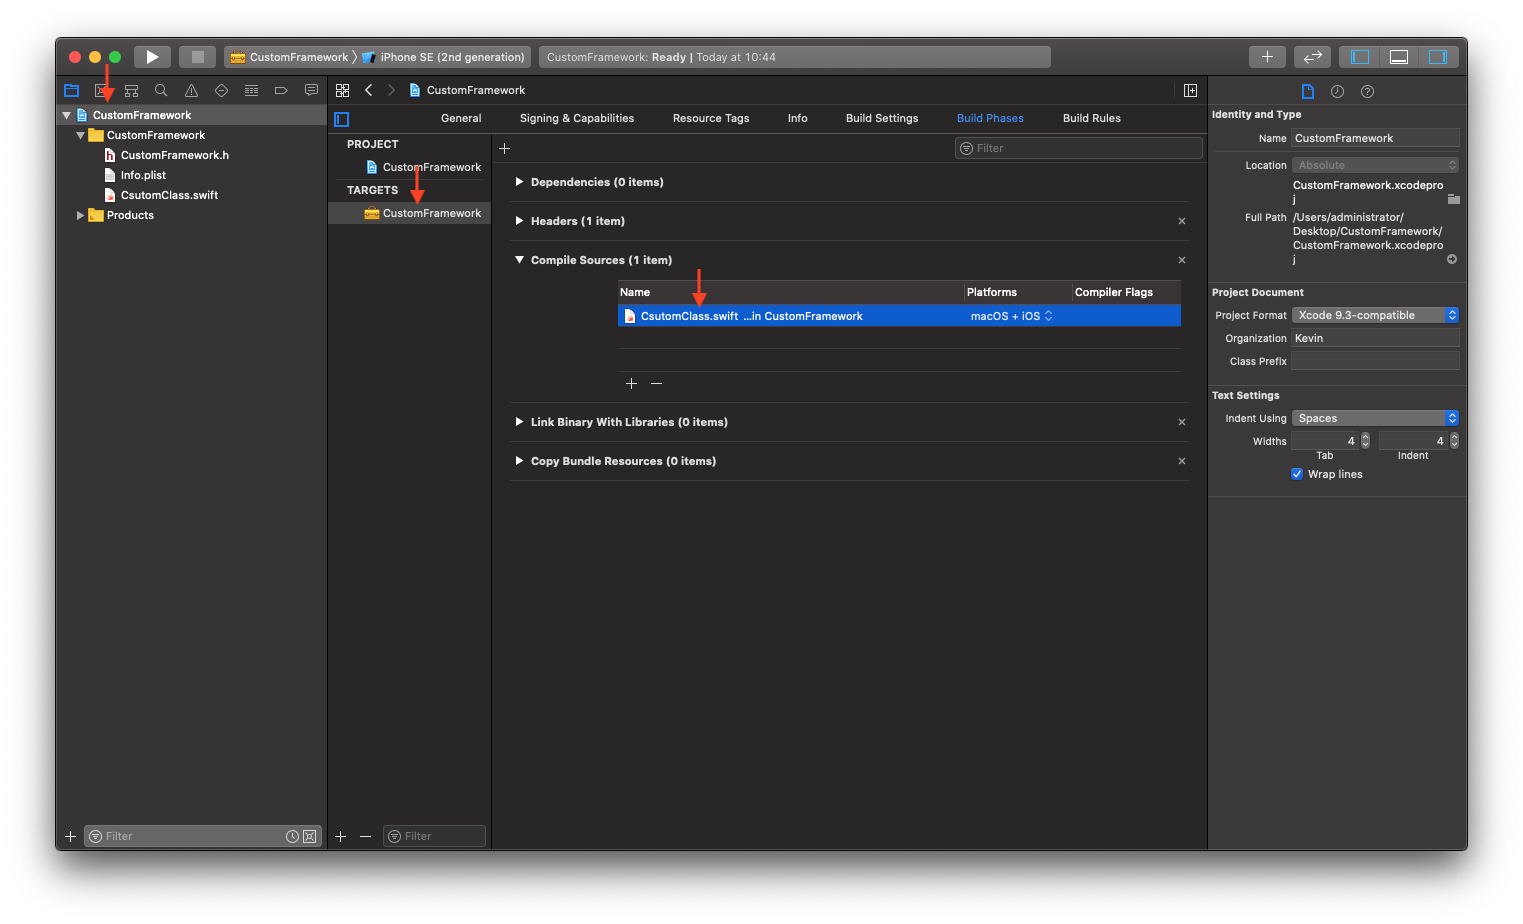 CustomFramework
iPhone SE (2nd generation)
CustomFramework: Ready | Today at 10:44
CustomFramework
CustomFramework
CustomFramework.h
Info.plist
CsutomClass.swift
Products
Filter
CustomFramework
General
Signing & Capabilities
Resource Tags
Info
Build Settings
Build Phases
Build Rules
PROJECT
CustomFramework
TARGETS
CustomFramework
Filter
Filter
Dependencies (0 items)
Headers (1 item)
Compile Sources (1 item)
Name
Platforms
Compiler Flags
CsutomClass.swift ...in CustomFramework
macOS + iOS
Link Binary With Libraries (0 items)
Copy Bundle Resources (0 items)
Identity and Type
Name CustomFramework
Location Absolute
CustomFramework.xcodepro
j
Full Path /Users/administrator/
Desktop/CustomFramework/
CustomFramework.xcodepro
j
Project Document
Project Format Xcode 9.3-compatible
Organization Kevin
Class Prefix
Text Settings
Indent Using Spaces
Widths 4 4
Tab Indent
Wrap lines